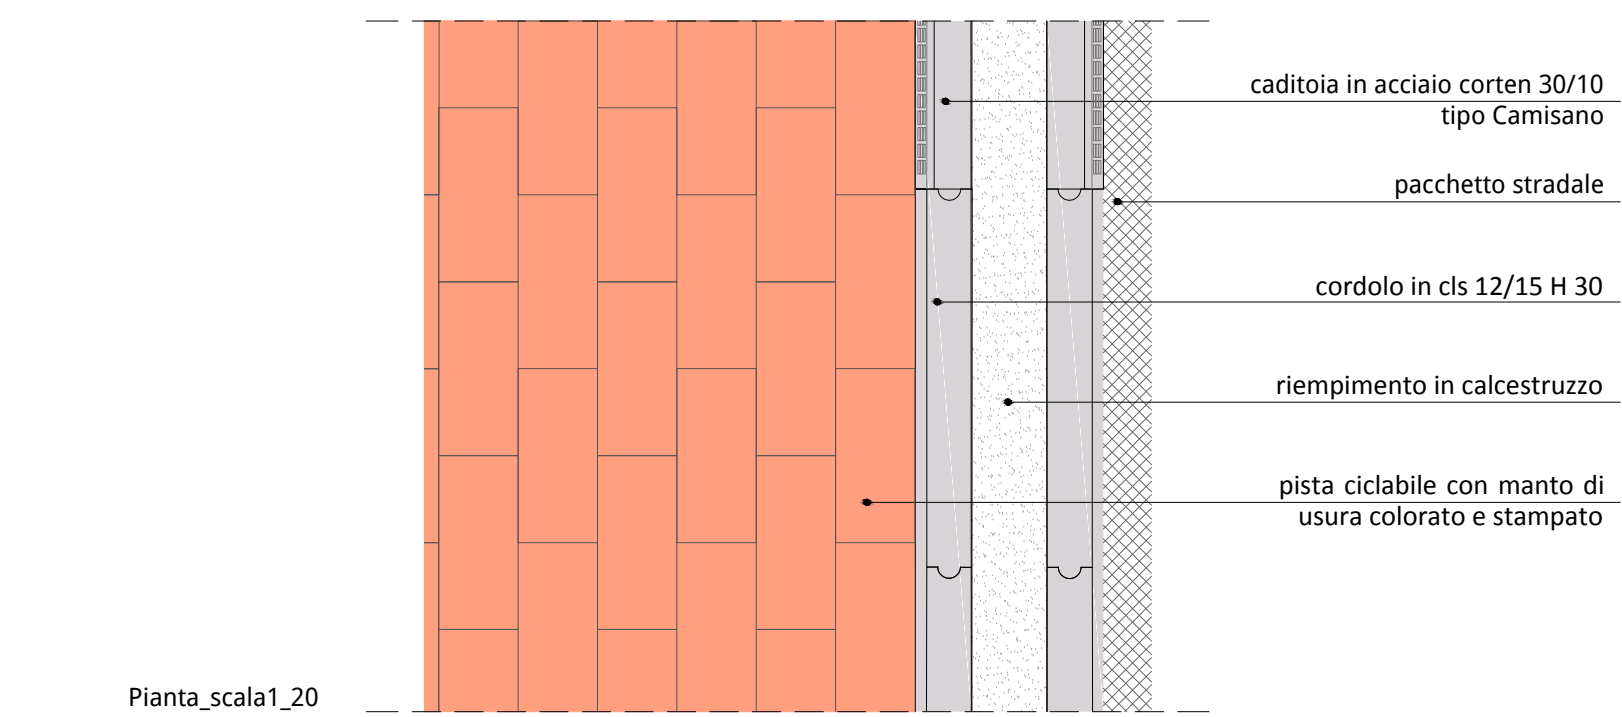 caditoia in acciaio corten 30/10
tipo Camisano
pacchetto stradale
cordolo in cls 12/15 H 30
riempimento in calcestruzzo
pista ciclabile con manto di
usura colorato e stampato
Pianta_scala1_20